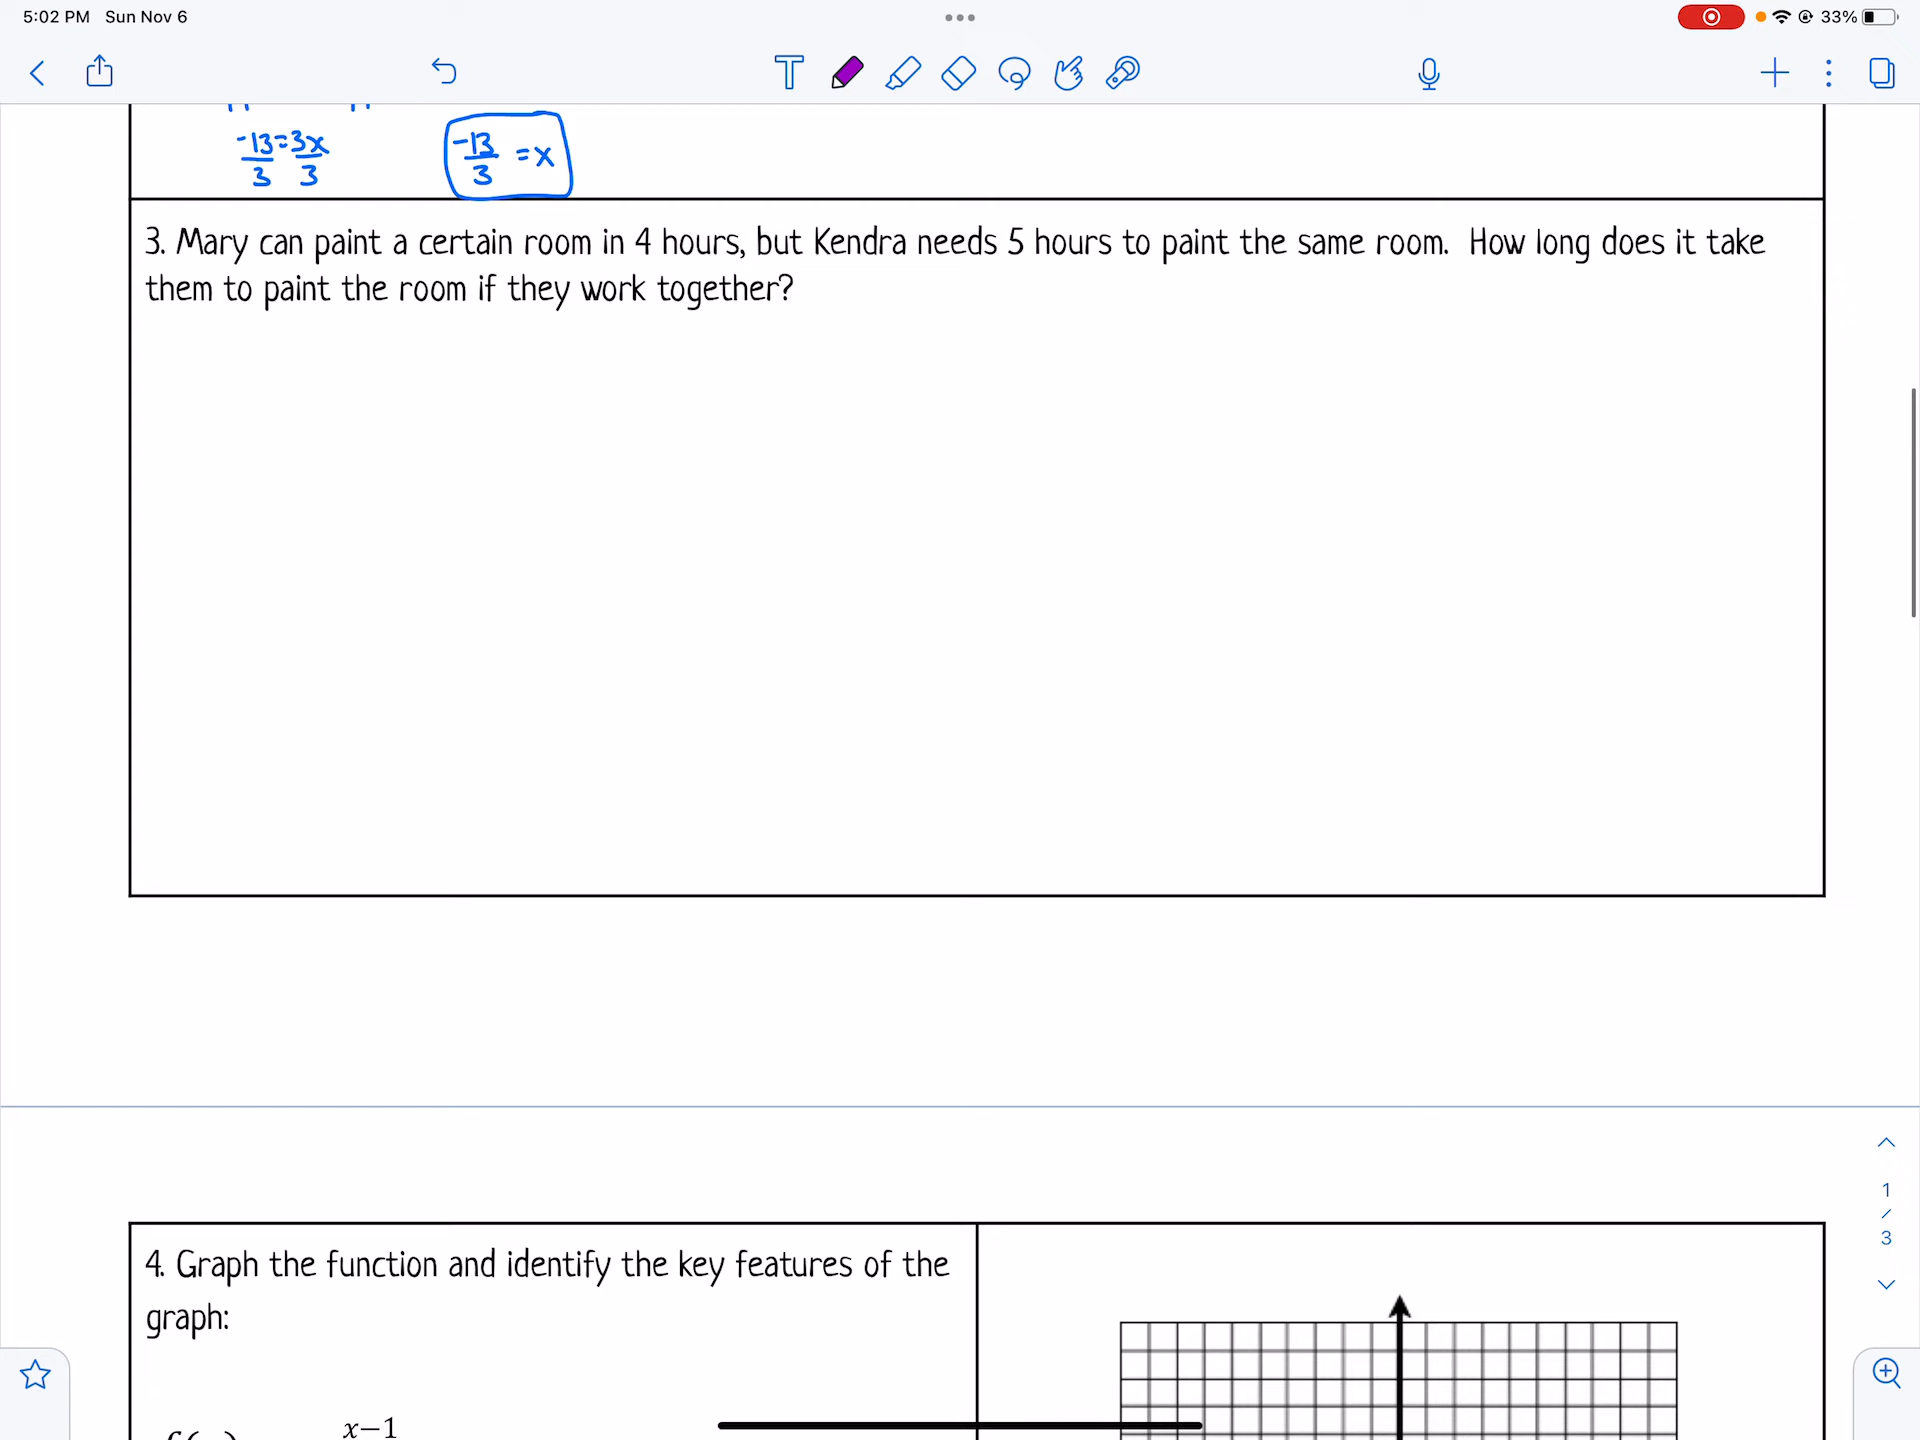 5:02 PM Sun Nov 6
33%
-13 = 3x
3 3
-13/3 = x
3. Mary can paint a certain room in 4 hours, but Kendra needs 5 hours to paint the same room. How long does it take
them to paint the room if they work together?
1
/
3
4. Graph the function and identify the key features of the
graph:
x−1